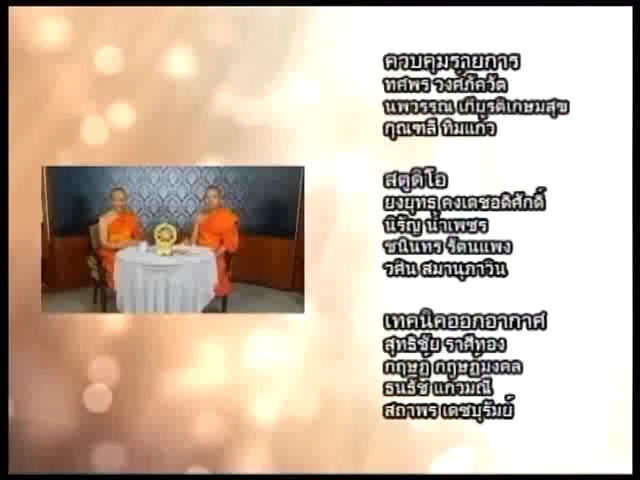 ควบคุมรายการ
ทศพร วงศ์ภัควัต
นพวรรณ เกียรติเกษมสุข
กุณฑลี ทิมแก้ว
สตูดิโอ
ยงยุทธ คงเดชอดิศักดิ์
นิรัญ น้ำเพชร
ชนินทร รัตนแพง
วศิน สมานุภาวิน
เทคนิคออกอากาศ
สุทธิชัย ราศีทอง
กฤษฎิ์ กฤษฎิ์มงคล
ธนธัช แก้วมณี
สถาพร เดชบุรัมย์